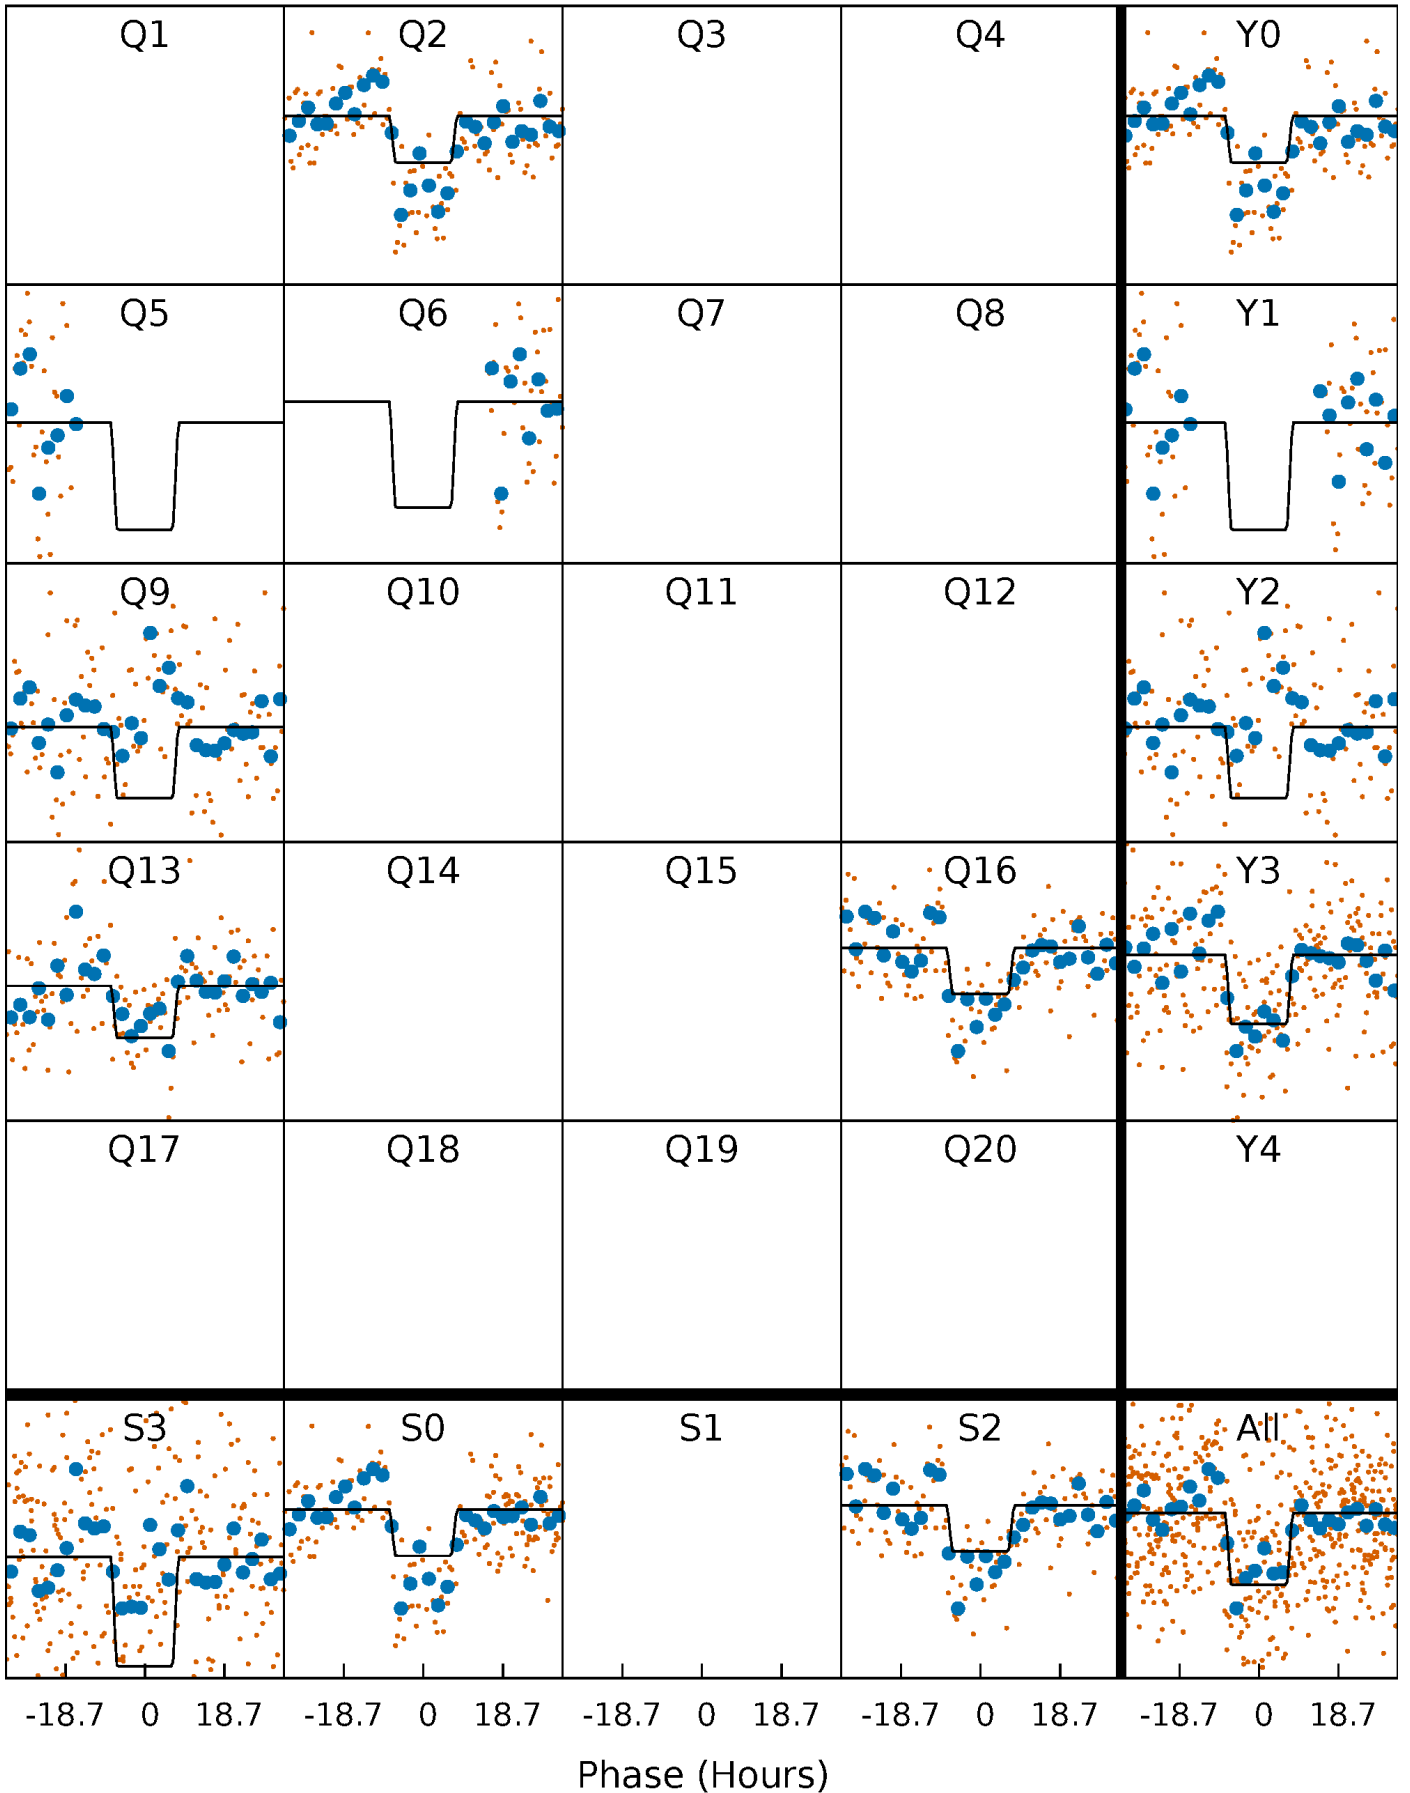 Q1 Q2 Q3 Q4 Y0
Q5 Q6 Q7 Q8 Y1
Q9 Q10 Q11 Q12 Y2
Q13 Q14 Q15 Q16 Y3
Q17 Q18 Q19 Q20 Y4
S3 S0 S1 S2 All
-18.7 0 18.7 -18.7 0 18.7 -18.7 0 18.7 -18.7 0 18.7 -18.7 0 18.7
Phase (Hours)